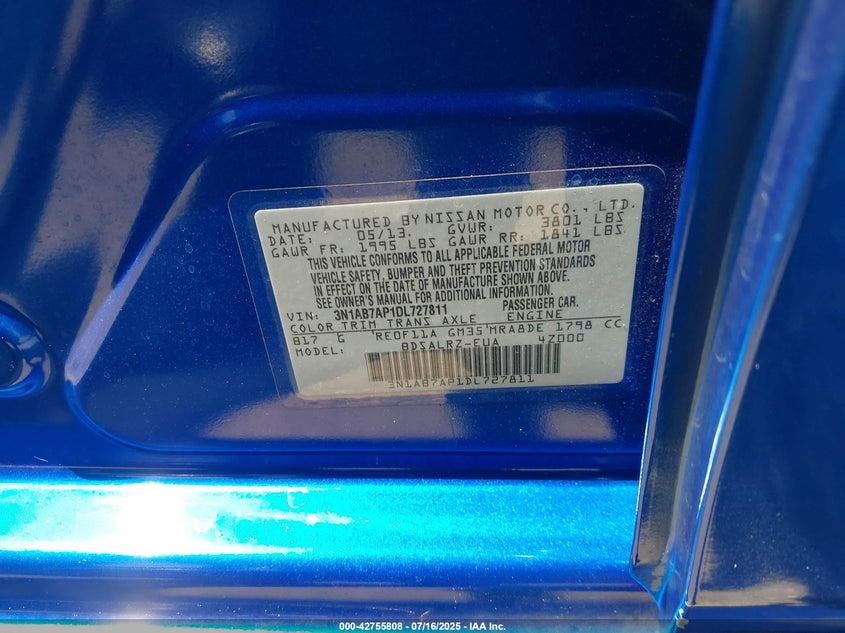 MANUFACTURED BY NISSAN MOTOR CO., LTD.
DATE: 05/13. GVWR: 3801 LBS
GAWR FR: 1995 LBS GAWR RR: 1841 LBS
THIS VEHICLE CONFORMS TO ALL APPLICABLE FEDERAL MOTOR
VEHICLE SAFETY, BUMPER AND THEFT PREVENTION STANDARDS
IN EFFECT ON THE DATE OF MANUFACTURE SHOWN ABOVE.
SEE OWNER'S MANUAL FOR ADDITIONAL INFORMATION.
VIN: 3N1AB7AP1DL727811 PASSENGER CAR.
COLOR TRIM TRANS AXLE ENGINE
B17 G RE0F11A GM35 MRA8DE 1798 CC
MODEL: BDSALRZ-EUA 4Z000
3N1AB7AP1DL727811
000-42755808 - 07/16/2025 - IAA Inc.